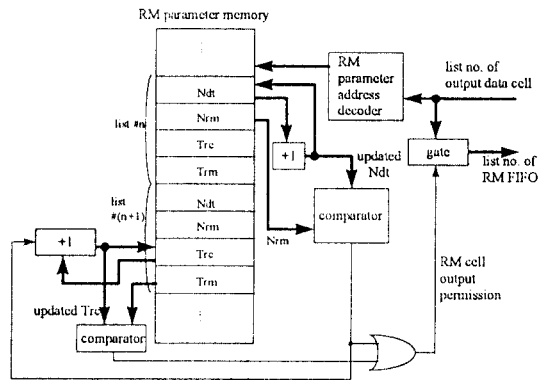 RM parameter memory
:
RM
parameter
address
decoder
list no. of
output data cell
gate
list no. of
RM FIFO
list #n
Ndt
Nrm
Trc
Trm
+1
updated
Ndt
comparator
Nrm
list
#(n+1)
Ndt
Nrm
Trc
Trm
:
+1
updated Trc
comparator
RM cell
output
permission